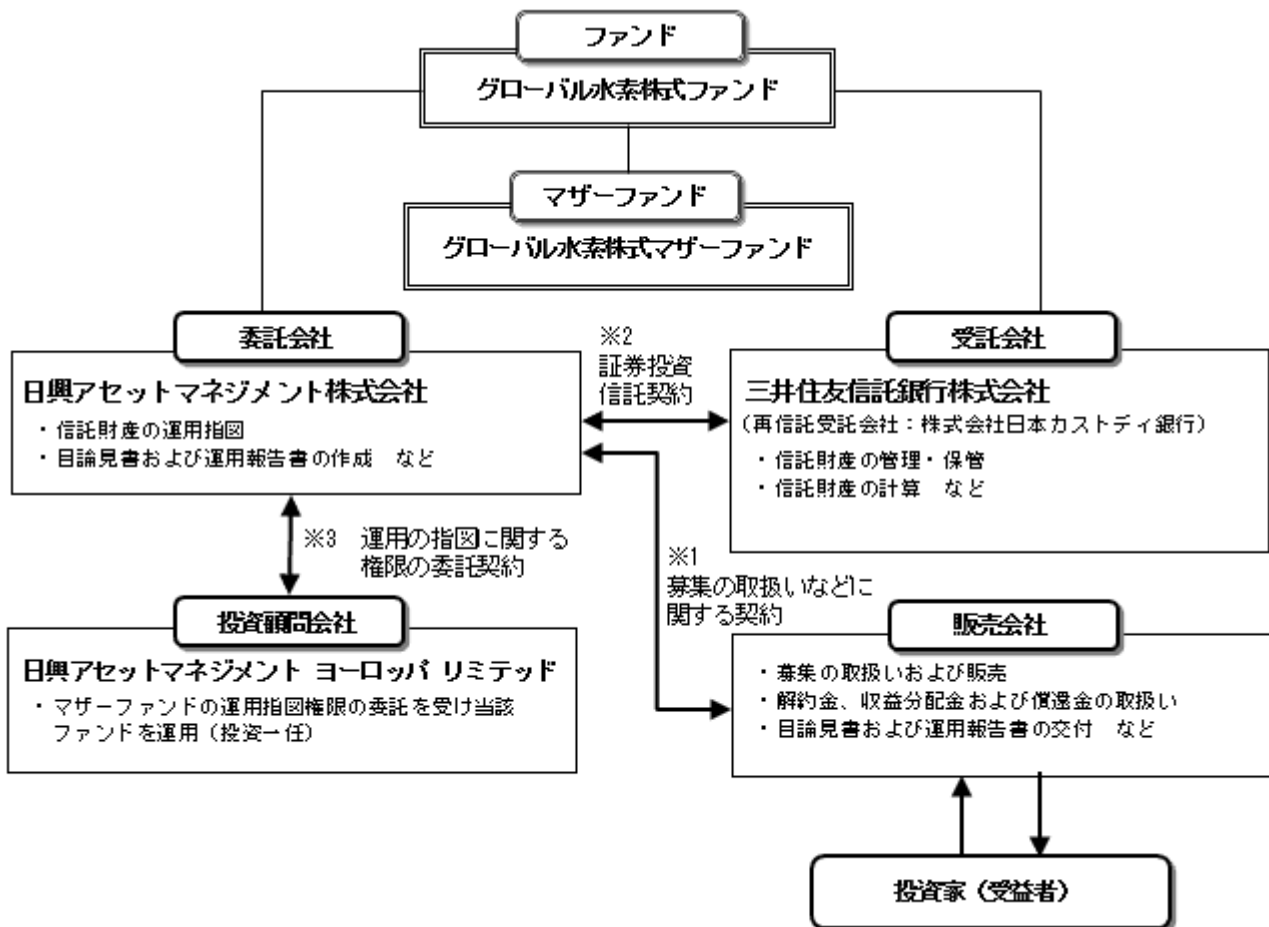 ファンド
グローバル水素株式ファンド
マザーファンド
グローバル水素株式マザーファンド
委託会社
日興アセットマネジメント株式会社
・信託財産の運用指図
・目論見書および運用報告書の作成 など
※2
証券投資
信託契約
受託会社
三井住友信託銀行株式会社
（再信託受託会社：株式会社日本カストディ銀行）
・信託財産の管理・保管
・信託財産の計算 など
※3 運用の指図に関する
権限の委託契約
※1
募集の取扱いなどに
関する契約
投資顧問会社
日興アセットマネジメント ヨーロッパ リミテッド
・マザーファンドの運用指図権限の委託を受け当該
ファンドを運用（投資一任）
販売会社
・募集の取扱いおよび販売
・解約金、収益分配金および償還金の取扱い
・目論見書および運用報告書の交付 など
投資家（受益者）